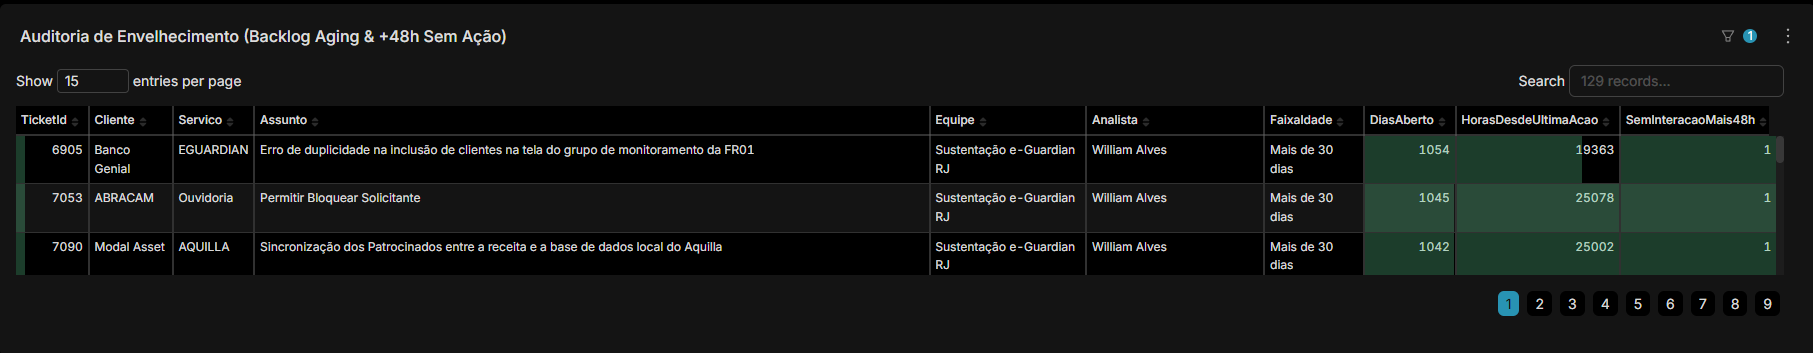 Auditoria de Envelhecimento (Backlog Aging & +48h Sem Ação)
1
Show 15 entries per page
Search 129 records...
TicketId Cliente Servico Assunto Equipe Analista FaixaIdade DiasAberto HorasDesdeUltimaAcao SemInteracaoMais48h
6905 Banco Genial EGUARDIAN Erro de duplicidade na inclusão de clientes na tela do grupo de monitoramento da FR01 Sustentação e-Guardian RJ William Alves Mais de 30 dias 1054 19363 1
7053 ABRACAM Ouvidoria Permitir Bloquear Solicitante Sustentação e-Guardian RJ William Alves Mais de 30 dias 1045 25078 1
7090 Modal Asset AQUILLA Sincronização dos Patrocinados entre a receita e a base de dados local do Aquilla Sustentação e-Guardian RJ William Alves Mais de 30 dias 1042 25002 1
1 2 3 4 5 6 7 8 9